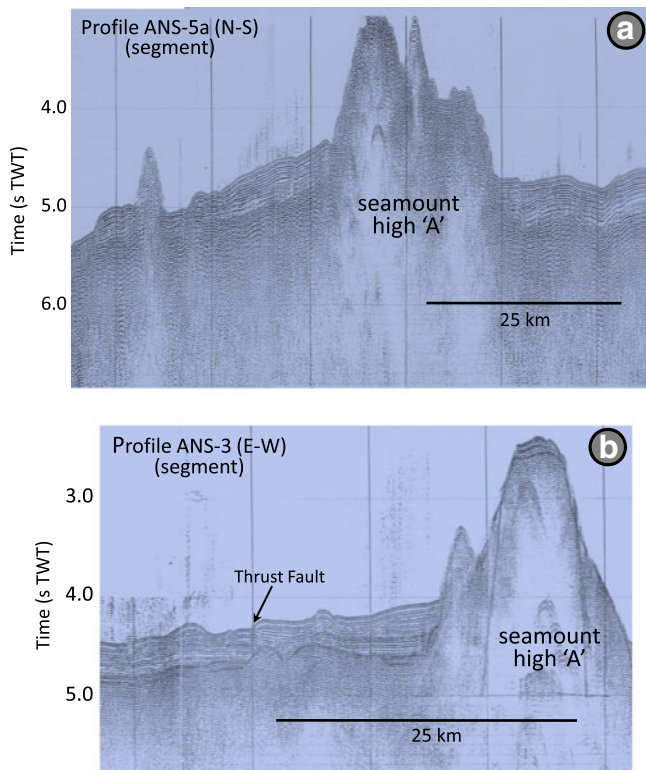 Profile ANS-5a (N-S)
(segment)
a
4.0
5.0
6.0
Time (s TWT)
seamount
high ‘A’
25 km
Profile ANS-3 (E-W)
(segment)
b
3.0
4.0
5.0
Time (s TWT)
Thrust Fault
seamount
high ‘A’
25 km